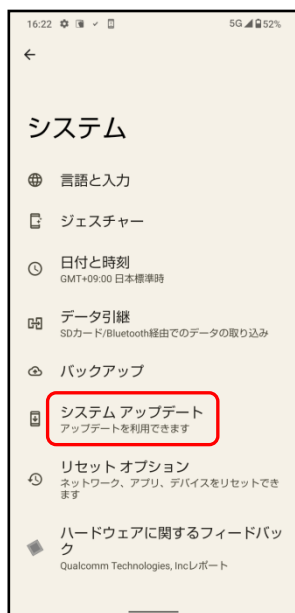 16:22 5G 52%
システム
言語と入力
ジェスチャー
日付と時刻
GMT+09:00 日本標準時
データ引継
SDカード/Bluetooth経由でのデータの取り込み
バックアップ
システム アップデート
アップデートを利用できます
リセット オプション
ネットワーク、アプリ、デバイスをリセットでき
ます
ハードウェアに関するフィードバッ
ク
Qualcomm Technologies, Incレポート